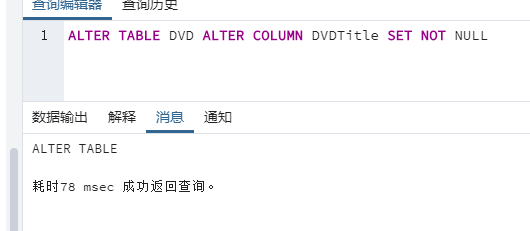 查询编辑器 查询历史
1 ALTER TABLE DVD ALTER COLUMN DVDTitle SET NOT NULL
数据输出 解释 消息 通知
ALTER TABLE
耗时78 msec 成功返回查询。